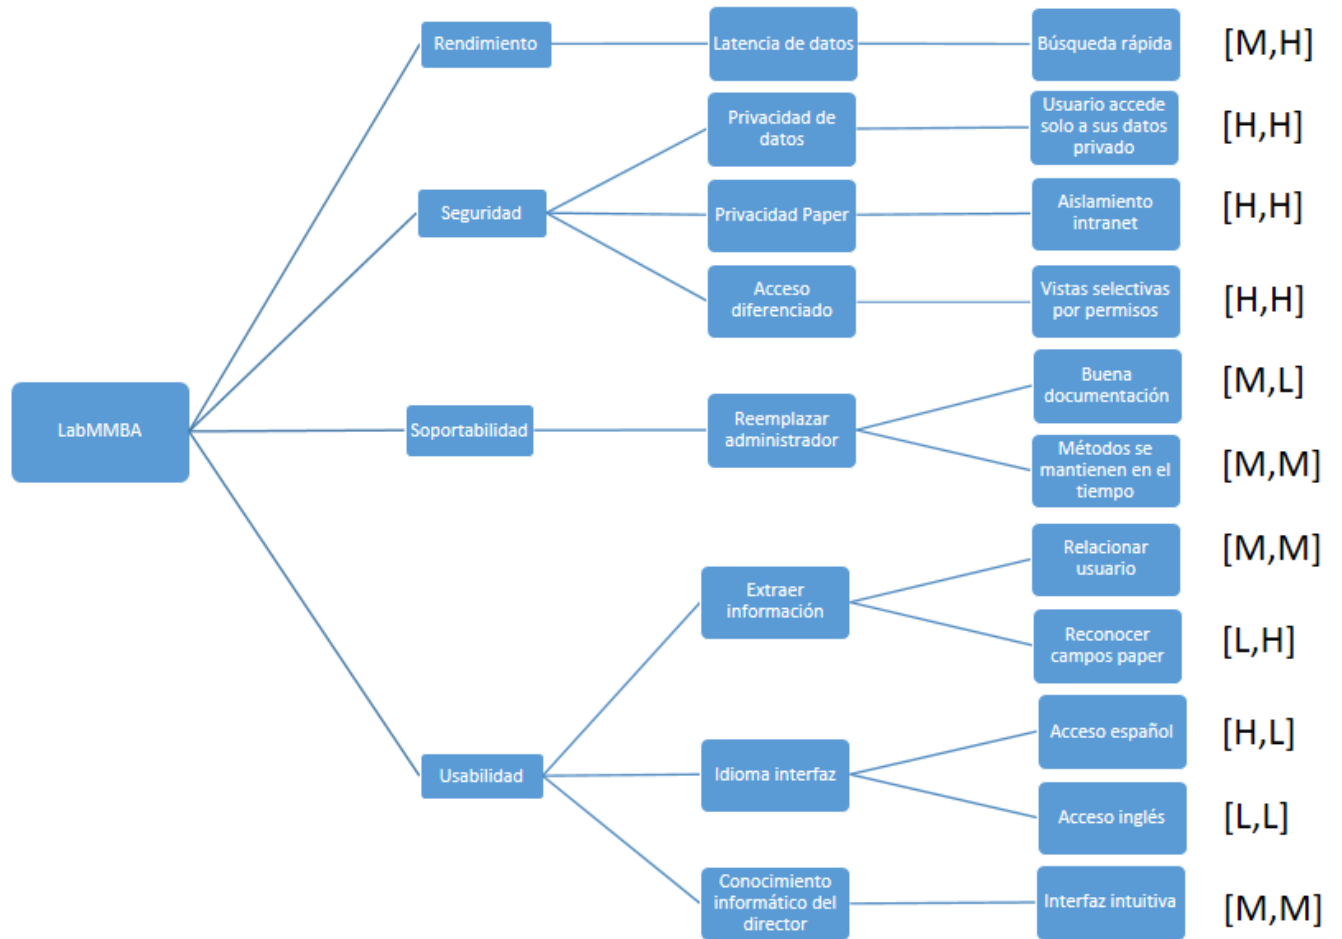 LabMMBA
Rendimiento
Latencia de datos
Búsqueda rápida
[M,H]
Seguridad
Privacidad de
datos
Usuario accede
solo a sus datos
privado
[H,H]
Privacidad Paper
Aislamiento
intranet
[H,H]
Acceso
diferenciado
Vistas selectivas
por permisos
[H,H]
Soportabilidad
Reemplazar
administrador
Buena
documentación
[M,L]
Métodos se
mantienen en el
tiempo
[M,M]
Usabilidad
Extraer
información
Relacionar
usuario
[M,M]
Reconocer
campos paper
[L,H]
Idioma interfaz
Acceso español
[H,L]
Acceso inglés
[L,L]
Conocimiento
informático del
director
Interfaz intuitiva
[M,M]